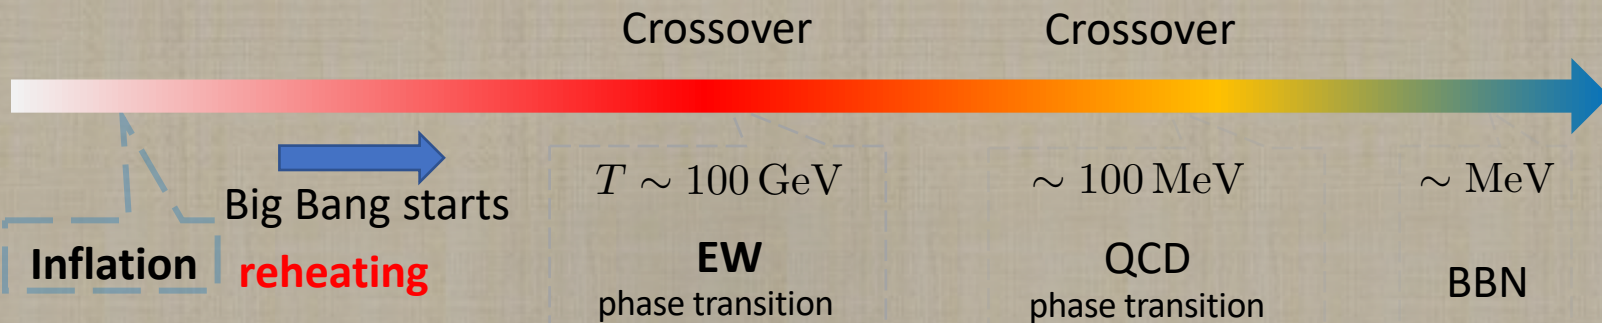 Crossover Crossover
Big Bang starts
reheating
Inflation
T ∼ 100 GeV
EW
phase transition
∼ 100 MeV
QCD
phase transition
∼ MeV
BBN